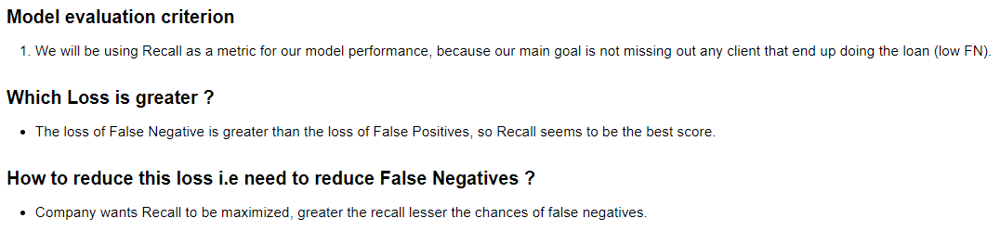 Model evaluation criterion
1. We will be using Recall as a metric for our model performance, because our main goal is not missing out any client that end up doing the loan (low FN).
Which Loss is greater ?
• The loss of False Negative is greater than the loss of False Positives, so Recall seems to be the best score.
How to reduce this loss i.e need to reduce False Negatives ?
• Company wants Recall to be maximized, greater the recall lesser the chances of false negatives.